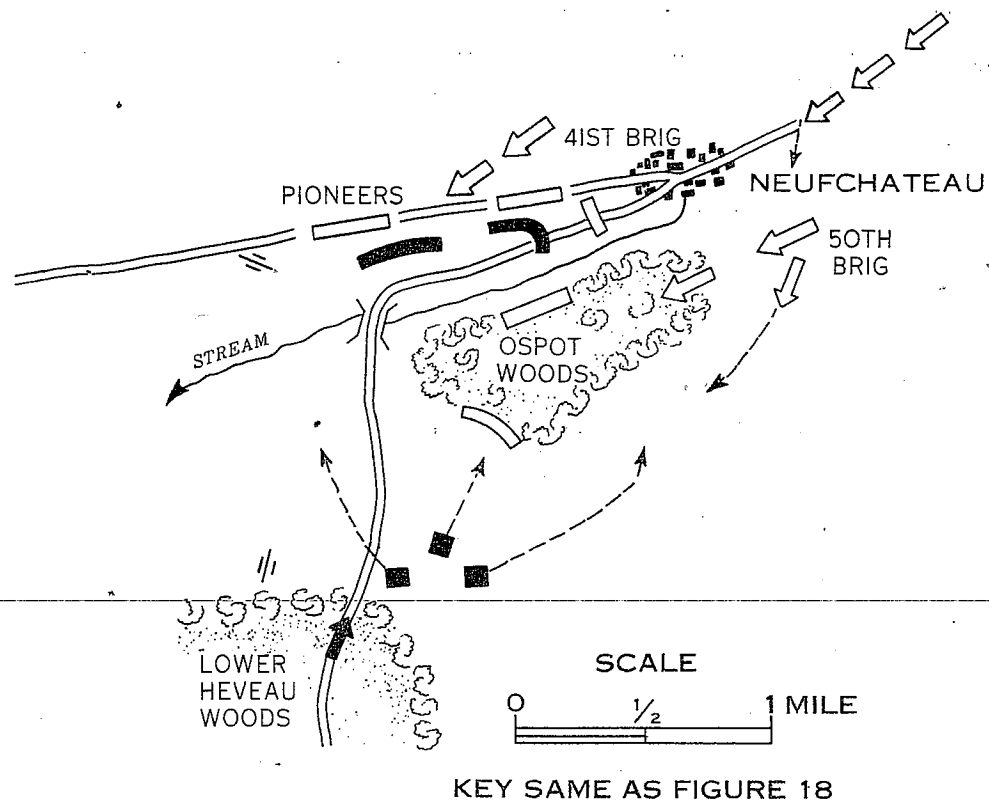 41ST BRIG
PIONEERS
NEUFCHATEAU
50TH
BRIG
STREAM
OSPOT
WOODS
LOWER
HEVEAU
WOODS
SCALE
0 1/2 1 MILE
KEY SAME AS FIGURE 18